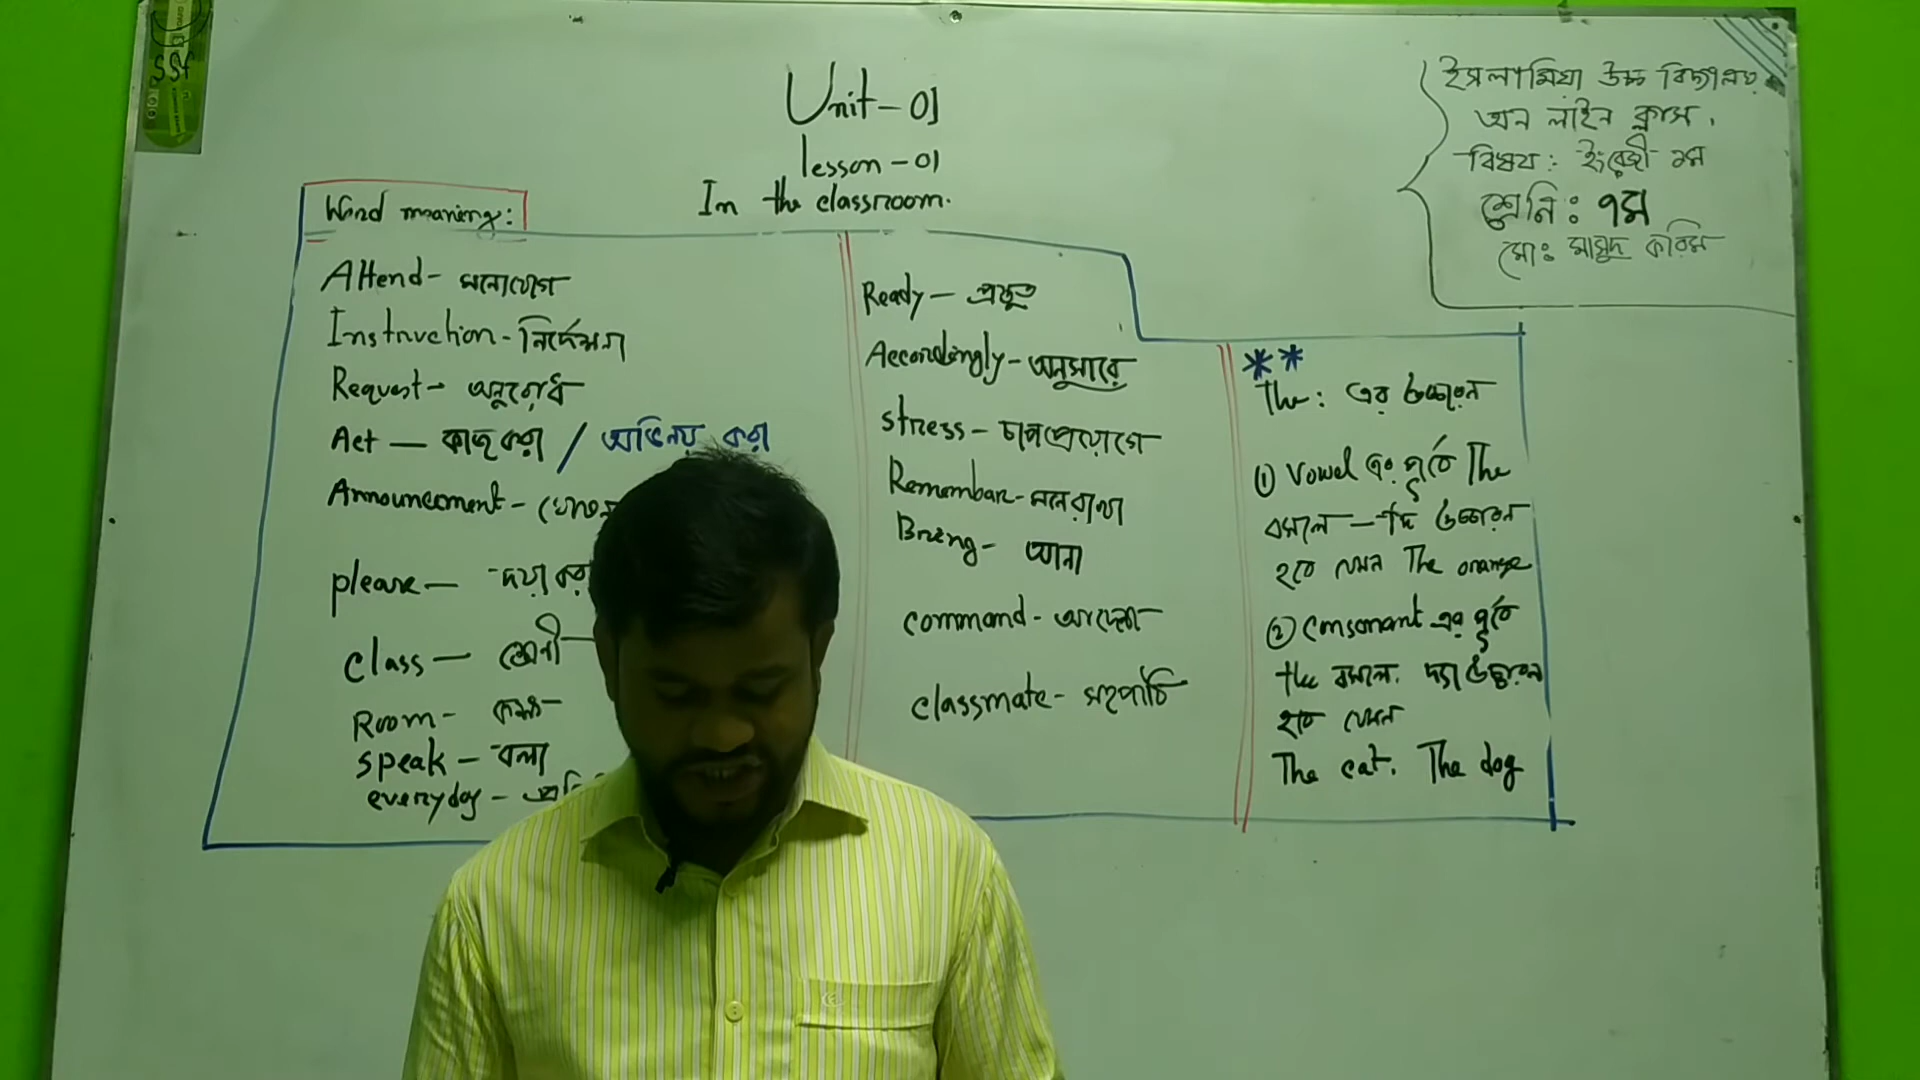 SSF
Unit-01
lesson-01
In the classroom.
ইসলামিয়া উচ্চ বিদ্যালয়
অন লাইন ক্লাস,
বিষয়: ইংরেজী ১ম
শ্রেনি: ৭ম
মো: মাসুদ করিম
Word meaning:
Attend- মনোযোগ
Instruction- নির্দেশনা
Request- অনুরোধ
Act — কাজ করা / অভিনয় করা
Announcement-
please— দয়া করা
Class— শ্রেনী
Room- কক্ষ
speak- বলা
everyday-
Ready- প্রস্তুত
Accordingly- অনুসারে
stress- চাপপ্রয়োগে
Remember- মনে রাখা
Bring- আনা
command- আদেশ
classmate- সহপাঠি
**
The: এর উচ্চারন
① Vowel এর পূর্বে The
বসলে - দি উচ্চারন
হবে যেমন The orange
② Consonant এর পূর্বে
the বসলে. দ্যা উচ্চারন
হবে যেমন
The cat. The dog